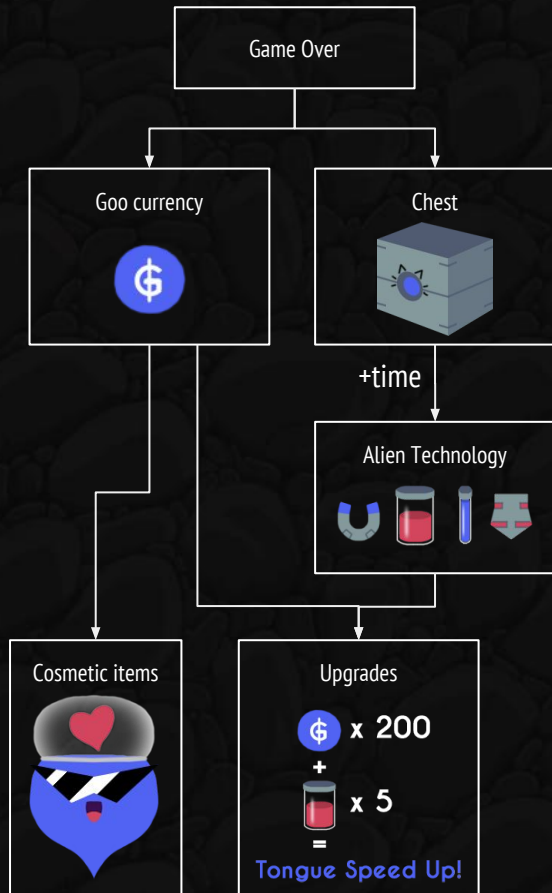 Game Over
Goo currency
Chest
+time
Alien Technology
Cosmetic items
Upgrades
x 200
+
x 5
=
Tongue Speed Up!